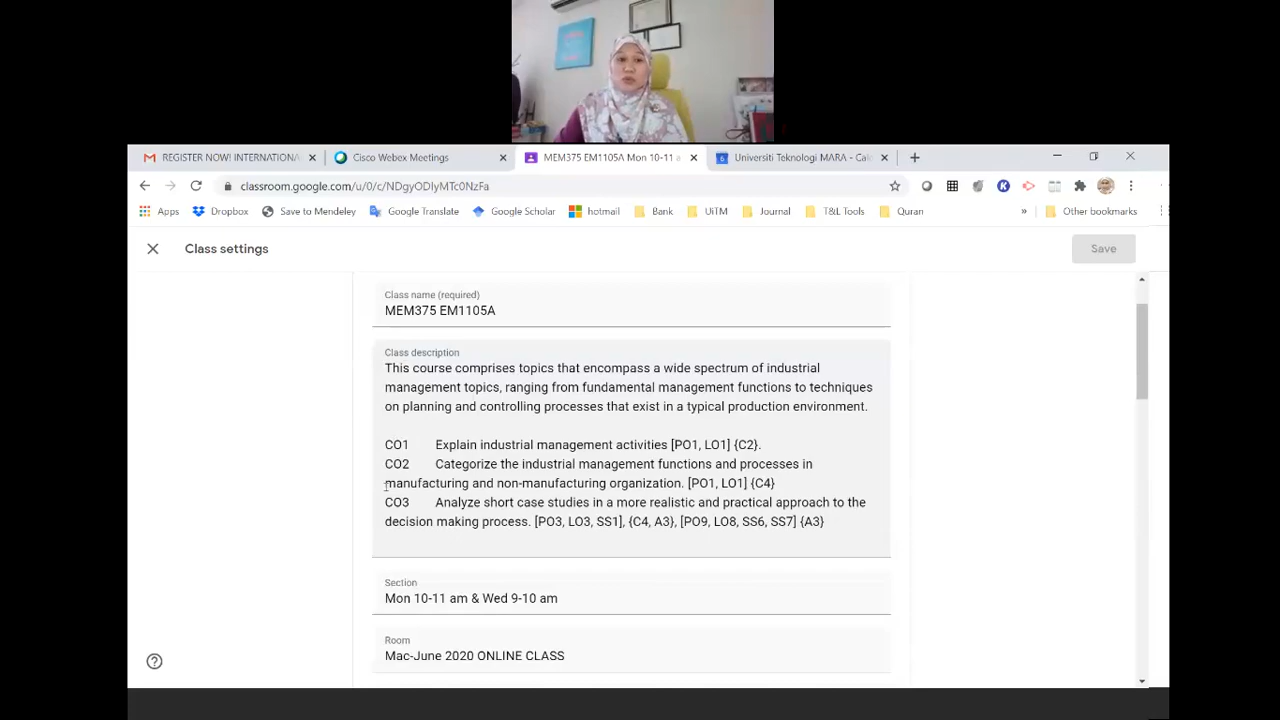 REGISTER NOW! INTERNATIONA
Cisco Webex Meetings
MEM375 EM1105A Mon 10-11 a
Universiti Teknologi MARA - Cal
classroom.google.com/u/0/c/NDgyODIyMTc0NzFa
Apps
Dropbox
Save to Mendeley
Google Translate
Google Scholar
hotmail
Bank
UiTM
Journal
T&L Tools
Quran
»
Other bookmarks
Class settings
Save
Class name (required)
MEM375 EM1105A
Class description
This course comprises topics that encompass a wide spectrum of industrial
management topics, ranging from fundamental management functions to techniques
on planning and controlling processes that exist in a typical production environment.
CO1 Explain industrial management activities [PO1, LO1] {C2}.
CO2 Categorize the industrial management functions and processes in
manufacturing and non-manufacturing organization. [PO1, LO1] {C4}
CO3 Analyze short case studies in a more realistic and practical approach to the
decision making process. [PO3, LO3, SS1], {C4, A3}, [PO9, LO8, SS6, SS7] {A3}
Section
Mon 10-11 am & Wed 9-10 am
Room
Mac-June 2020 ONLINE CLASS